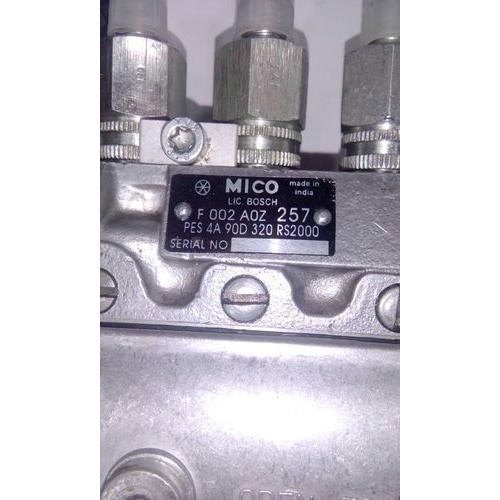 MICO
made in
india
LIC. BOSCH
F 002 A0Z 257
PES 4A 90D 320 RS2000
SERIAL NO